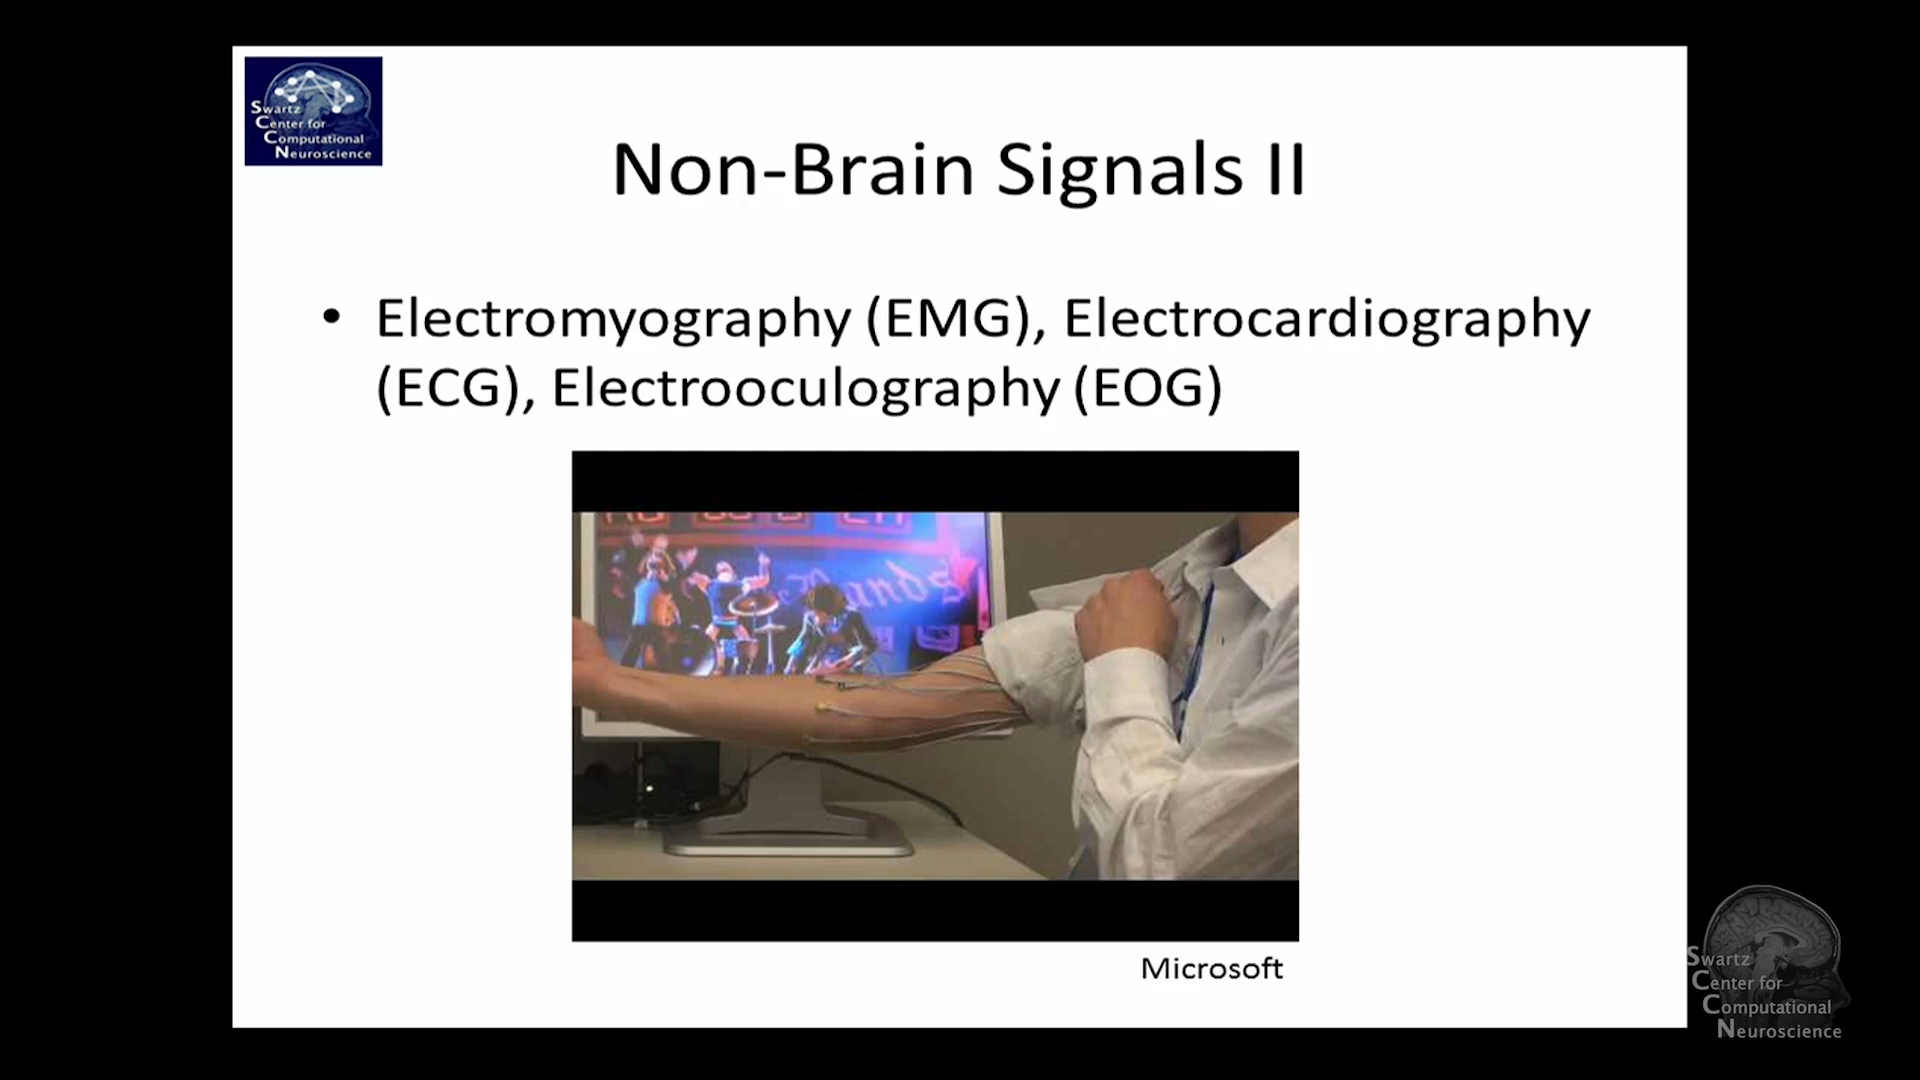 Swartz
Center for
Computational
Neuroscience
Non-Brain Signals II
• Electromyography (EMG), Electrocardiography
(ECG), Electrooculography (EOG)
Microsoft
Swartz
Center for
Computational
Neuroscience